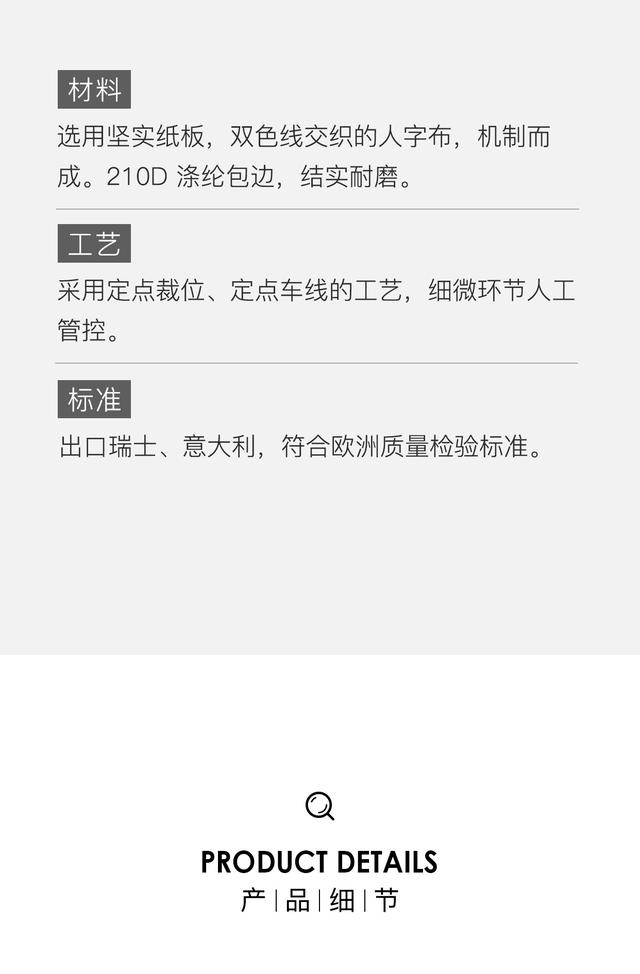 材料
选用坚实纸板，双色线交织的人字布，机制而
成。210D 涤纶包边，结实耐磨。
工艺
采用定点裁位、定点车线的工艺，细微环节人工
管控。
标准
出口瑞士、意大利，符合欧洲质量检验标准。
PRODUCT DETAILS
产|品|细|节